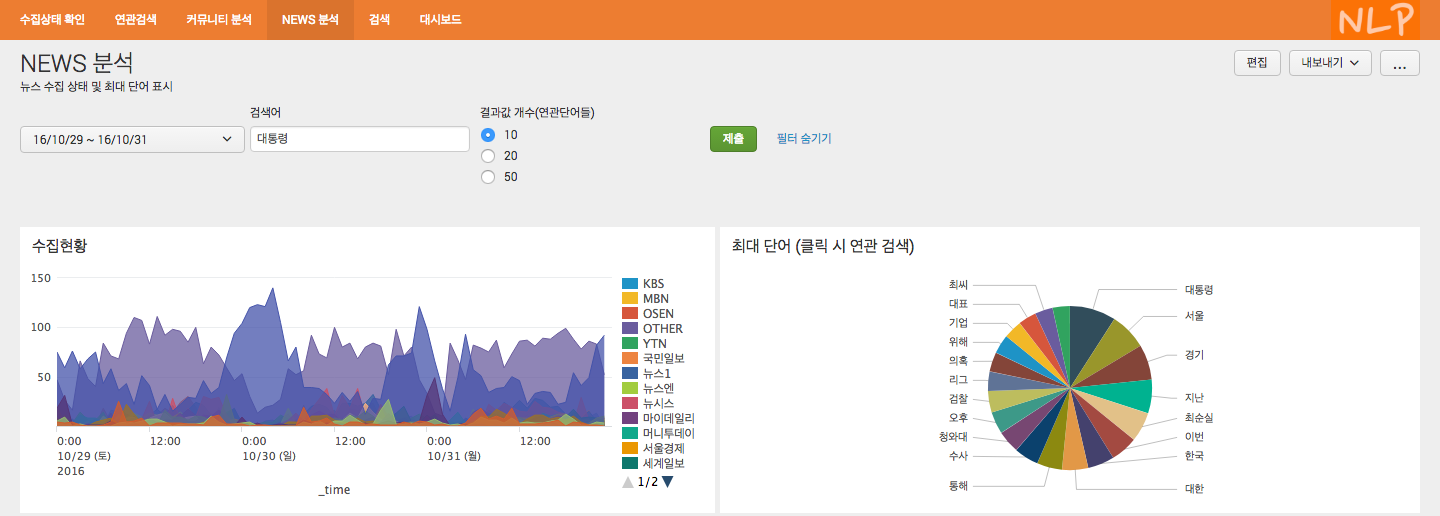 수집상태 확인 연관검색 커뮤니티 분석 NEWS 분석 검색 대시보드 NLP
NEWS 분석
편집 내보내기 ...
뉴스 수집 상태 및 최대 단어 표시
검색어 결과값 개수(연관단어들)
16/10/29 ~ 16/10/31 대통령 10 제출 필터 숨기기
20
50
수집현황
150
100
50
0:00 12:00 0:00 12:00 0:00 12:00
10/29 (토) 10/30 (일) 10/31 (월)
2016
_time
KBS
MBN
OSEN
OTHER
YTN
국민일보
뉴스1
뉴스엔
뉴시스
마이데일리
머니투데이
서울경제
세계일보
1/2
최대 단어 (클릭 시 연관 검색)
최씨
대표
기업
위해
의혹
리그
검찰
오후
청와대
수사
통해
대통령
서울
경기
지난
최순실
이번
한국
대한